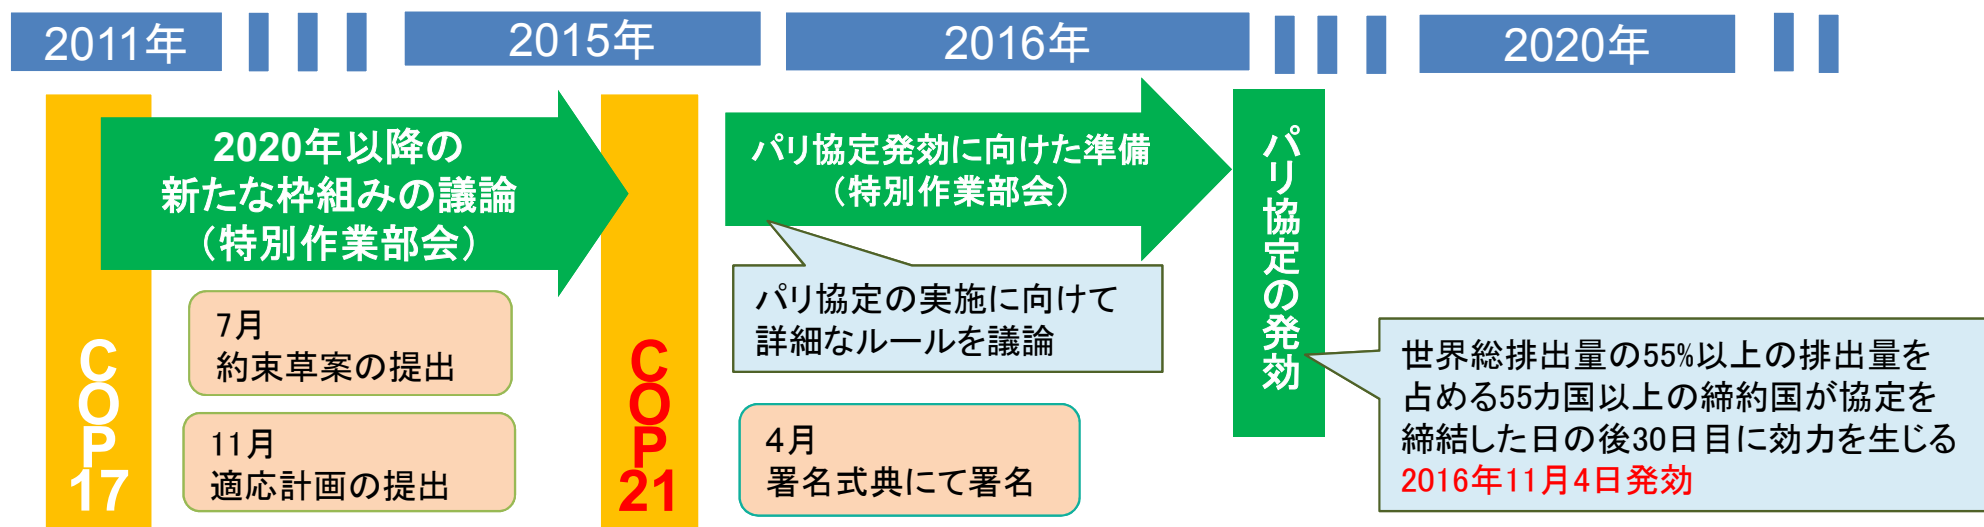 2011年
2015年
2016年
2020年
COP17
2020年以降の
新たな枠組みの議論
（特別作業部会）
7月
約束草案の提出
11月
適応計画の提出
COP21
パリ協定発効に向けた準備
（特別作業部会）
パリ協定の実施に向けて
詳細なルールを議論
4月
署名式典にて署名
パリ協定の発効
世界総排出量の55%以上の排出量を
占める55カ国以上の締約国が協定を
締結した日の後30日目に効力を生じる
2016年11月4日発効